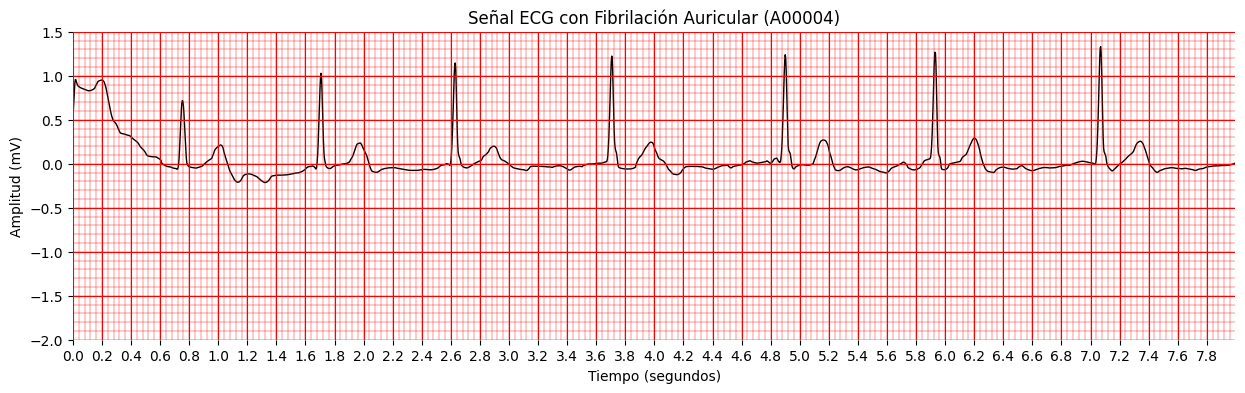 Señal ECG con Fibrilación Auricular (A00004)
Amplitud (mV)
1.5
1.0
0.5
0.0
−0.5
−1.0
−1.5
−2.0
0.0 0.2 0.4 0.6 0.8 1.0 1.2 1.4 1.6 1.8 2.0 2.2 2.4 2.6 2.8 3.0 3.2 3.4 3.6 3.8 4.0 4.2 4.4 4.6 4.8 5.0 5.2 5.4 5.6 5.8 6.0 6.2 6.4 6.6 6.8 7.0 7.2 7.4 7.6 7.8
Tiempo (segundos)